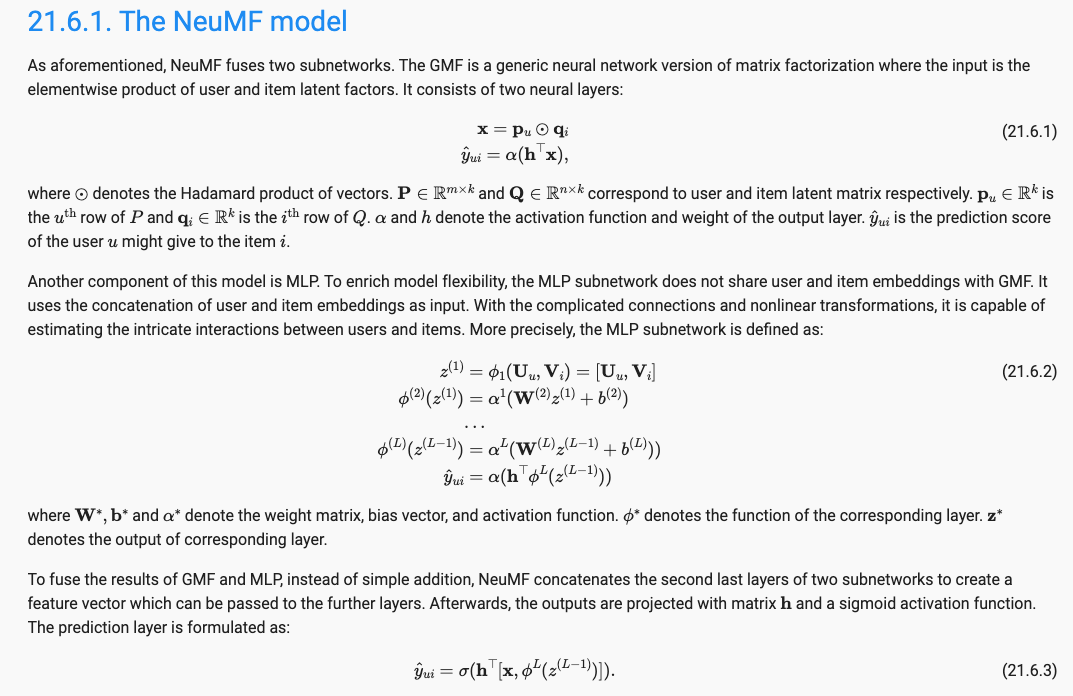 21.6.1. The NeuMF model
As aforementioned, NeuMF fuses two subnetworks. The GMF is a generic neural network version of matrix factorization where the input is the
elementwise product of user and item latent factors. It consists of two neural layers:
x = p_u ⊙ q_i (21.6.1)
ŷ_ui = α(h^⊤x),
where ⊙ denotes the Hadamard product of vectors. P ∈ ℝ^{m×k} and Q ∈ ℝ^{n×k} correspond to user and item latent matrix respectively. p_u ∈ ℝ^k is
the u^th row of P and q_i ∈ ℝ^k is the i^th row of Q. α and h denote the activation function and weight of the output layer. ŷ_ui is the prediction score
of the user u might give to the item i.
Another component of this model is MLP. To enrich model flexibility, the MLP subnetwork does not share user and item embeddings with GMF. It
uses the concatenation of user and item embeddings as input. With the complicated connections and nonlinear transformations, it is capable of
estimating the intricate interactions between users and items. More precisely, the MLP subnetwork is defined as:
z^(1) = ϕ_1(U_u, V_i) = [U_u, V_i] (21.6.2)
ϕ^(2)(z^(1)) = α^1(W^(2)z^(1) + b^(2))
...
ϕ^(L)(z^(L−1)) = α^L(W^(L)z^(L−1) + b^(L)))
ŷ_ui = α(h^⊤ϕ^L(z^(L−1)))
where W*, b* and α* denote the weight matrix, bias vector, and activation function. ϕ* denotes the function of the corresponding layer. z*
denotes the output of corresponding layer.
To fuse the results of GMF and MLP, instead of simple addition, NeuMF concatenates the second last layers of two subnetworks to create a
feature vector which can be passed to the further layers. Afterwards, the outputs are projected with matrix h and a sigmoid activation function.
The prediction layer is formulated as:
ŷ_ui = σ(h^⊤[x, ϕ^L(z^(L−1))]). (21.6.3)